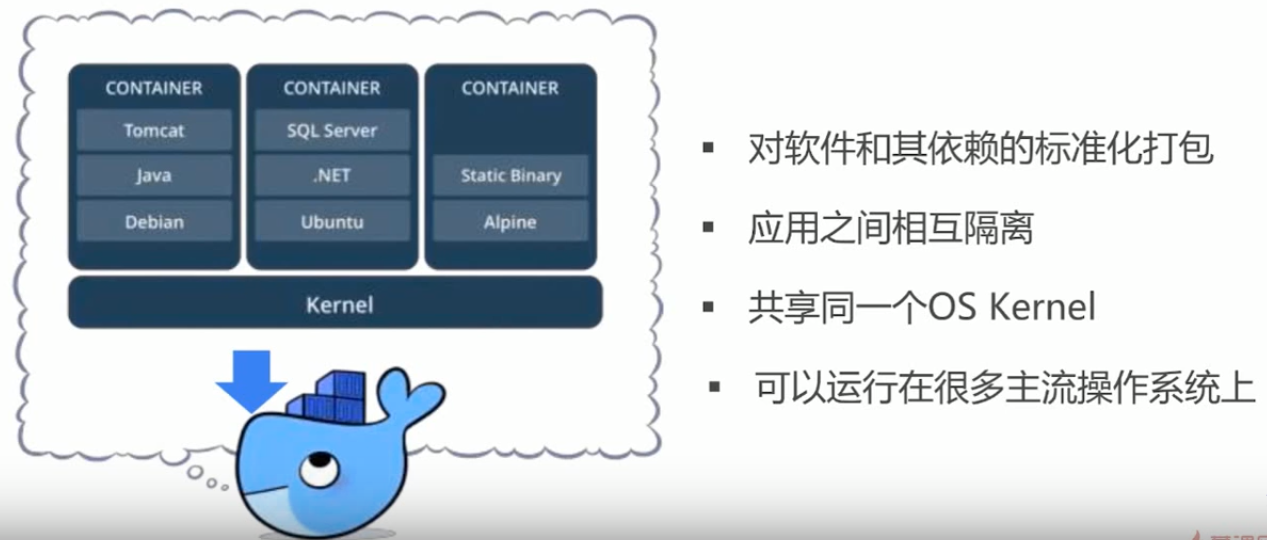 CONTAINER
Tomcat
Java
Debian
CONTAINER
SQL Server
.NET
Ubuntu
CONTAINER
Static Binary
Alpine
Kernel
▪ 对软件和其依赖的标准化打包
▪ 应用之间相互隔离
▪ 共享同一个OS Kernel
▪ 可以运行在很多主流操作系统上